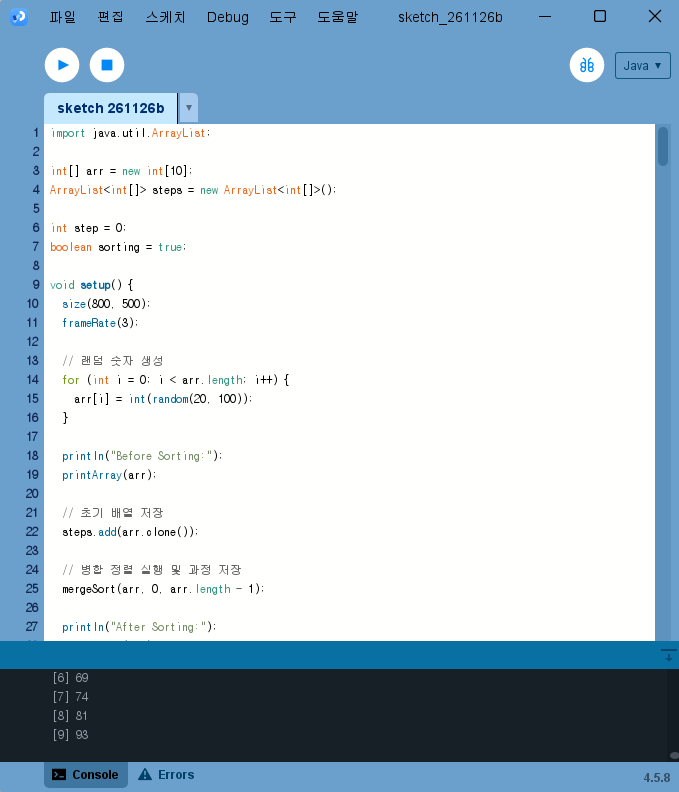 파일 편집 스케치 Debug 도구 도움말 sketch_261126b
Java ▼
sketch 261126b ▼
1 import java.util.ArrayList;
2
3 int[] arr = new int[10];
4 ArrayList<int[]> steps = new ArrayList<int[]>();
5
6 int step = 0;
7 boolean sorting = true;
8
9 void setup() {
10 size(800, 500);
11 frameRate(3);
12
13 // 랜덤 숫자 생성
14 for (int i = 0; i < arr.length; i++) {
15 arr[i] = int(random(20, 100));
16 }
17
18 println("Before Sorting:");
19 printArray(arr);
20
21 // 초기 배열 저장
22 steps.add(arr.clone());
23
24 // 병합 정렬 실행 및 과정 저장
25 mergeSort(arr, 0, arr.length - 1);
26
27 println("After Sorting:");
[6] 69
[7] 74
[8] 81
[9] 93
Console Errors
4.5.8